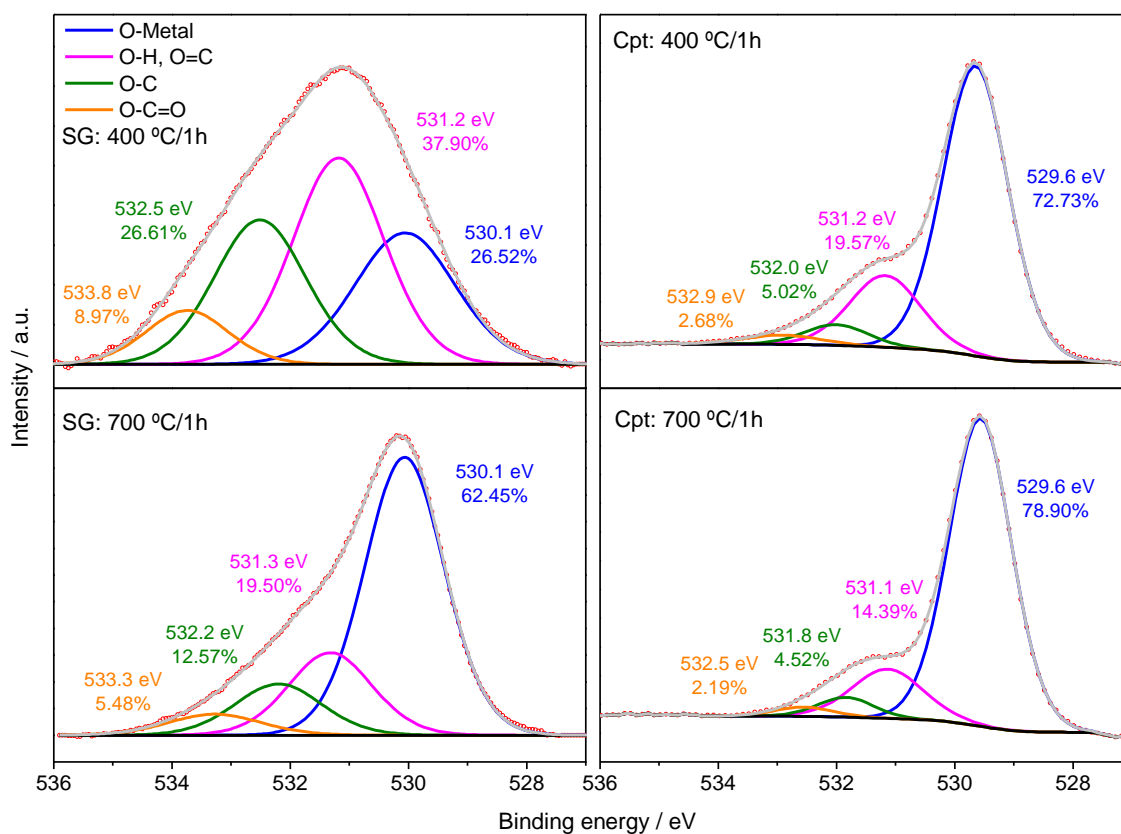 O-Metal
O-H, O=C
O-C
O-C=O
SG: 400 ºC/1h
531.2 eV
37.90%
532.5 eV
26.61%
530.1 eV
26.52%
533.8 eV
8.97%
Cpt: 400 ºC/1h
529.6 eV
72.73%
531.2 eV
19.57%
532.0 eV
5.02%
532.9 eV
2.68%
SG: 700 ºC/1h
530.1 eV
62.45%
531.3 eV
19.50%
532.2 eV
12.57%
533.3 eV
5.48%
Cpt: 700 ºC/1h
529.6 eV
78.90%
531.1 eV
14.39%
531.8 eV
4.52%
532.5 eV
2.19%
Intensity / a.u.
536 534 532 530 528
536 534 532 530 528
Binding energy / eV